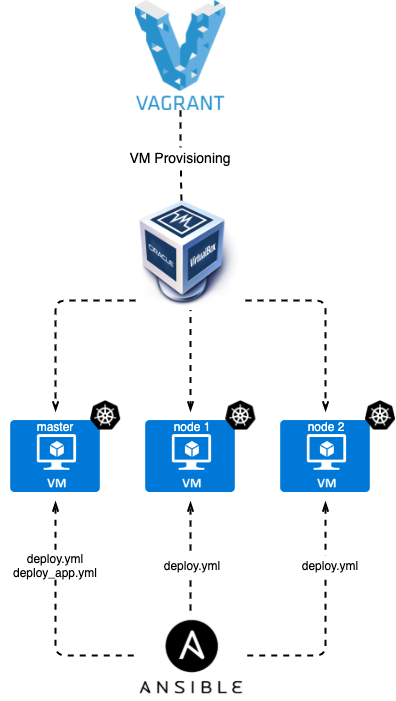 VAGRANT
VM Provisioning
VM
ORACLE
VirtualBox
master
node 1
node 2
VM
VM
VM
deploy.yml
deploy_app.yml
deploy.yml
deploy.yml
A
ANSIBLE